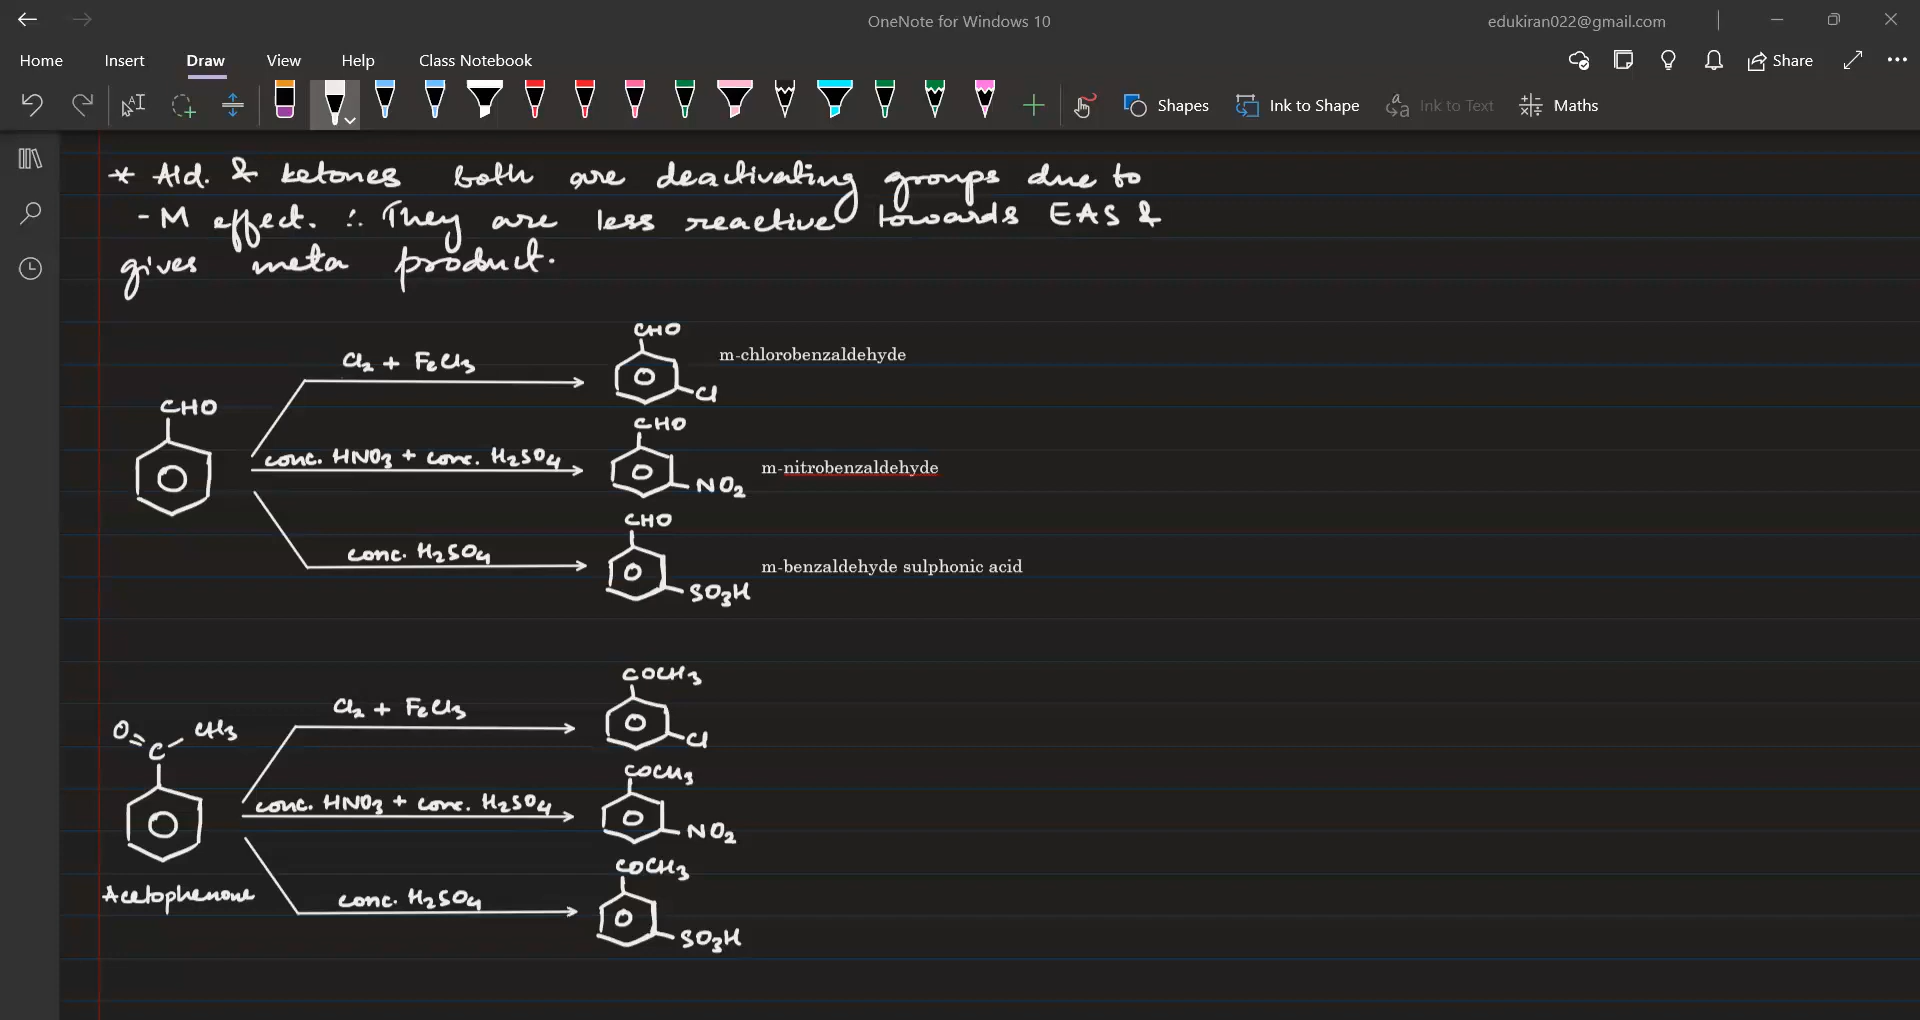 OneNote for Windows 10
edukiran022@gmail.com
Home Insert Draw View Help Class Notebook
Share
Shapes Ink to Shape Ink to Text Maths
* Ald. & ketones both are deactivating groups due to
-M effect. ∴ They are less reactive towards EAS &
gives meta product.
CHO
Cl2 + FeCl3
m-chlorobenzaldehyde
Cl
CHO
CHO
conc. HNO3 + conc. H2SO4
m-nitrobenzaldehyde
NO2
CHO
conc. H2SO4
m-benzaldehyde sulphonic acid
SO3H
COCH3
Cl2 + FeCl3
O=C-CH3
Cl
COCH3
conc. HNO3 + conc. H2SO4
NO2
COCH3
Acetophenone
conc. H2SO4
SO3H